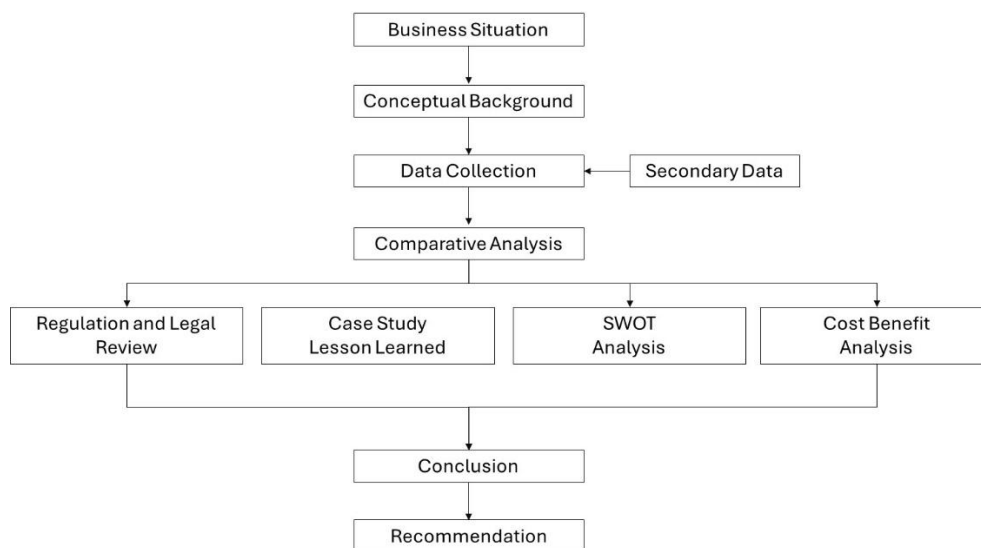 Business Situation
Conceptual Background
Data Collection
Secondary Data
Comparative Analysis
Regulation and Legal
Review
Case Study
Lesson Learned
SWOT
Analysis
Cost Benefit
Analysis
Conclusion
Recommendation